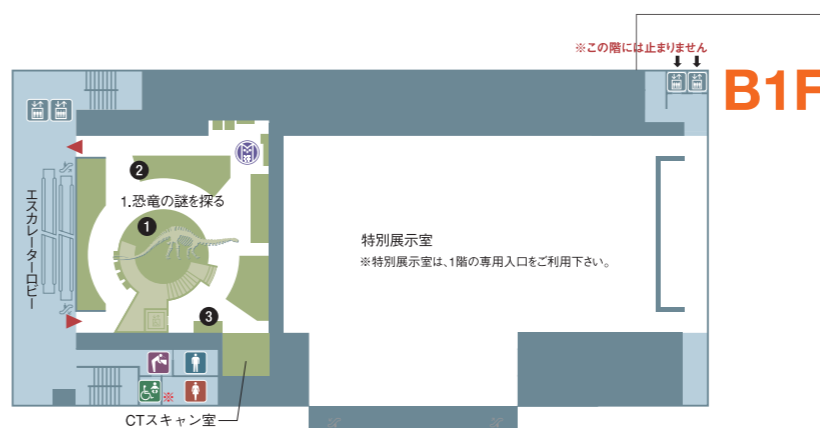 ※この階には止まりません
B1F
2
1.恐竜の謎を探る
1
エスカレーターロビー
特別展示室
※特別展示室は、1階の専用入口をご利用下さい。
3
※
CTスキャン室